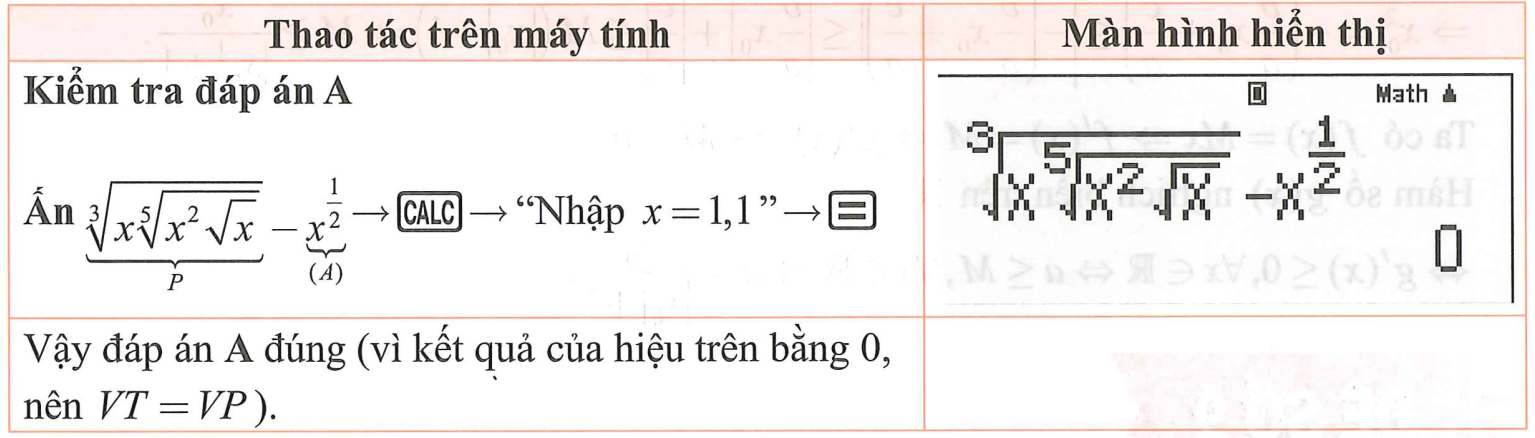 Thao tác trên máy tính
Màn hình hiển thị
Kiểm tra đáp án A
Ấn ∛(x ⁵√(x² √x)) − x^(1/2) → CALC → “Nhập x = 1,1” → =
P (A)
Math ▲
∛(x ⁵√(x² √x)) − x^(1/2)
0
Vậy đáp án A đúng (vì kết quả của hiệu trên bằng 0,
nên VT = VP ).